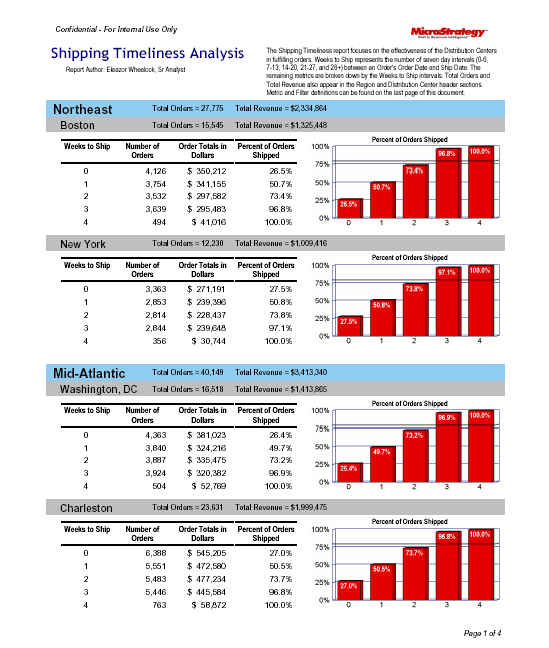 Confidential - For Internal Use Only
MicroStrategy
Best In Business Intelligence
Shipping Timeliness Analysis
Report Author: Eleazor Wheelock, Sr Analyst
The Shipping Timeliness report focuses on the effectiveness of the Distribution Centers
in fulfilling orders. Weeks to Ship represents the number of seven day intervals (0-6,
7-13, 14-20, 21-27, and 28+) between an Order's Order Date and Ship Date. The
remaining metrics are broken down by the Weeks to Ship intervals. Total Orders and
Total Revenue also appear in the Region and Distribution Center header sections.
Metric and Filter definitions can be found on the last page of this document.
Northeast Total Orders = 27,775 Total Revenue = $2,334,864
Boston Total Orders = 15,545 Total Revenue = $1,325,448
Weeks to Ship Number of Orders Order Totals in Dollars Percent of Orders Shipped
0 4,126 $ 350,212 26.5%
1 3,754 $ 341,155 50.7%
2 3,532 $ 297,582 73.4%
3 3,639 $ 295,483 96.8%
4 494 $ 41,016 100.0%
Percent of Orders Shipped
100%
75%
50%
25%
0%
26.5% 50.7% 73.4% 96.8% 100.0%
0 1 2 3 4
New York Total Orders = 12,230 Total Revenue = $1,009,416
Weeks to Ship Number of Orders Order Totals in Dollars Percent of Orders Shipped
0 3,363 $ 271,191 27.5%
1 2,853 $ 239,396 50.8%
2 2,814 $ 228,437 73.8%
3 2,844 $ 239,648 97.1%
4 356 $ 30,744 100.0%
Percent of Orders Shipped
100%
75%
50%
25%
0%
27.5% 50.8% 73.8% 97.1% 100.0%
0 1 2 3 4
Mid-Atlantic Total Orders = 40,149 Total Revenue = $3,413,340
Washington, DC Total Orders = 16,518 Total Revenue = $1,413,865
Weeks to Ship Number of Orders Order Totals in Dollars Percent of Orders Shipped
0 4,363 $ 381,023 26.4%
1 3,840 $ 324,216 49.7%
2 3,887 $ 335,475 73.2%
3 3,924 $ 320,382 96.9%
4 504 $ 52,769 100.0%
Percent of Orders Shipped
100%
75%
50%
25%
0%
26.4% 49.7% 73.2% 96.9% 100.0%
0 1 2 3 4
Charleston Total Orders = 23,631 Total Revenue = $1,999,475
Weeks to Ship Number of Orders Order Totals in Dollars Percent of Orders Shipped
0 6,388 $ 545,205 27.0%
1 5,551 $ 472,580 50.5%
2 5,483 $ 477,234 73.7%
3 5,446 $ 445,584 96.8%
4 763 $ 58,872 100.0%
Percent of Orders Shipped
100%
75%
50%
25%
0%
27.0% 50.5% 73.7% 96.8% 100.0%
0 1 2 3 4
Page 1 of 4